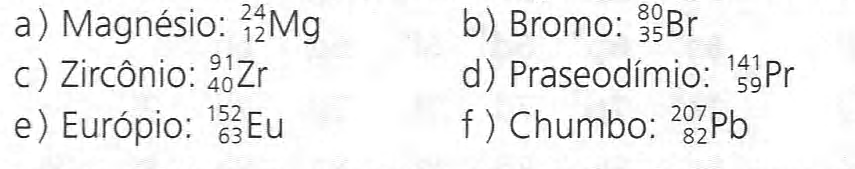 a) Magnésio: ²⁴₁₂Mg b) Bromo: ⁸⁰₃₅Br
c) Zircônio: ⁹¹₄₀Zr d) Praseodímio: ¹⁴¹₅₉Pr
e) Európio: ¹⁵²₆₃Eu f) Chumbo: ²⁰⁷₈₂Pb